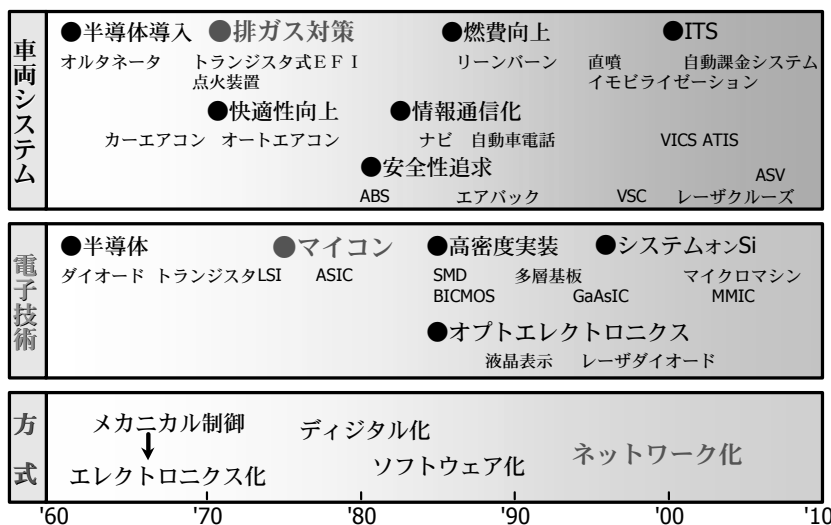 車両システム
●半導体導入 ●排ガス対策 ●燃費向上 ●ITS
オルタネータ トランジスタ式EFI リーンバーン 直噴 自動課金システム
点火装置 イモビライゼーション
●快適性向上 ●情報通信化
カーエアコン オートエアコン ナビ 自動車電話 VICS ATIS
●安全性追求
ASV
ABS エアバック VSC レーザクルーズ
電子技術
●半導体 ●マイコン ●高密度実装 ●システムオンSi
ダイオード トランジスタLSI ASIC SMD 多層基板 マイクロマシン
BICMOS GaAsIC MMIC
●オプトエレクトロニクス
液晶表示 レーザダイオード
方式
メカニカル制御 ディジタル化
ネットワーク化
エレクトロニクス化 ソフトウェア化
'60 '70 '80 '90 '00 '10